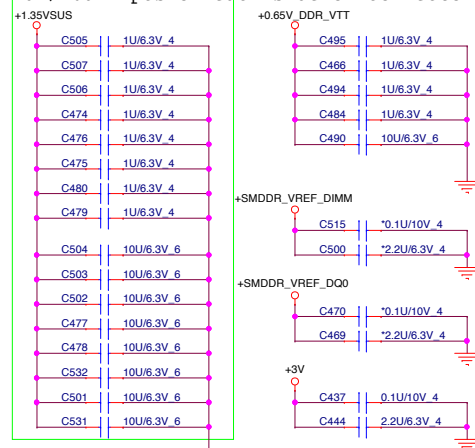 +1.35VSUS
C505 1U/6.3V_4
C507 1U/6.3V_4
C506 1U/6.3V_4
C474 1U/6.3V_4
C476 1U/6.3V_4
C475 1U/6.3V_4
C480 1U/6.3V_4
C479 1U/6.3V_4
C504 10U/6.3V_6
C503 10U/6.3V_6
C502 10U/6.3V_6
C477 10U/6.3V_6
C478 10U/6.3V_6
C532 10U/6.3V_6
C501 10U/6.3V_6
C531 10U/6.3V_6
+0.65V_DDR_VTT
C495 1U/6.3V_4
C466 1U/6.3V_4
C494 1U/6.3V_4
C484 1U/6.3V_4
C490 10U/6.3V_6
+SMDDR_VREF_DIMM
C515 *0.1U/10V_4
C500 *2.2U/6.3V_4
+SMDDR_VREF_DQ0
C470 *0.1U/10V_4
C469 *2.2U/6.3V_4
+3V
C437 0.1U/10V_4
C444 2.2U/6.3V_4